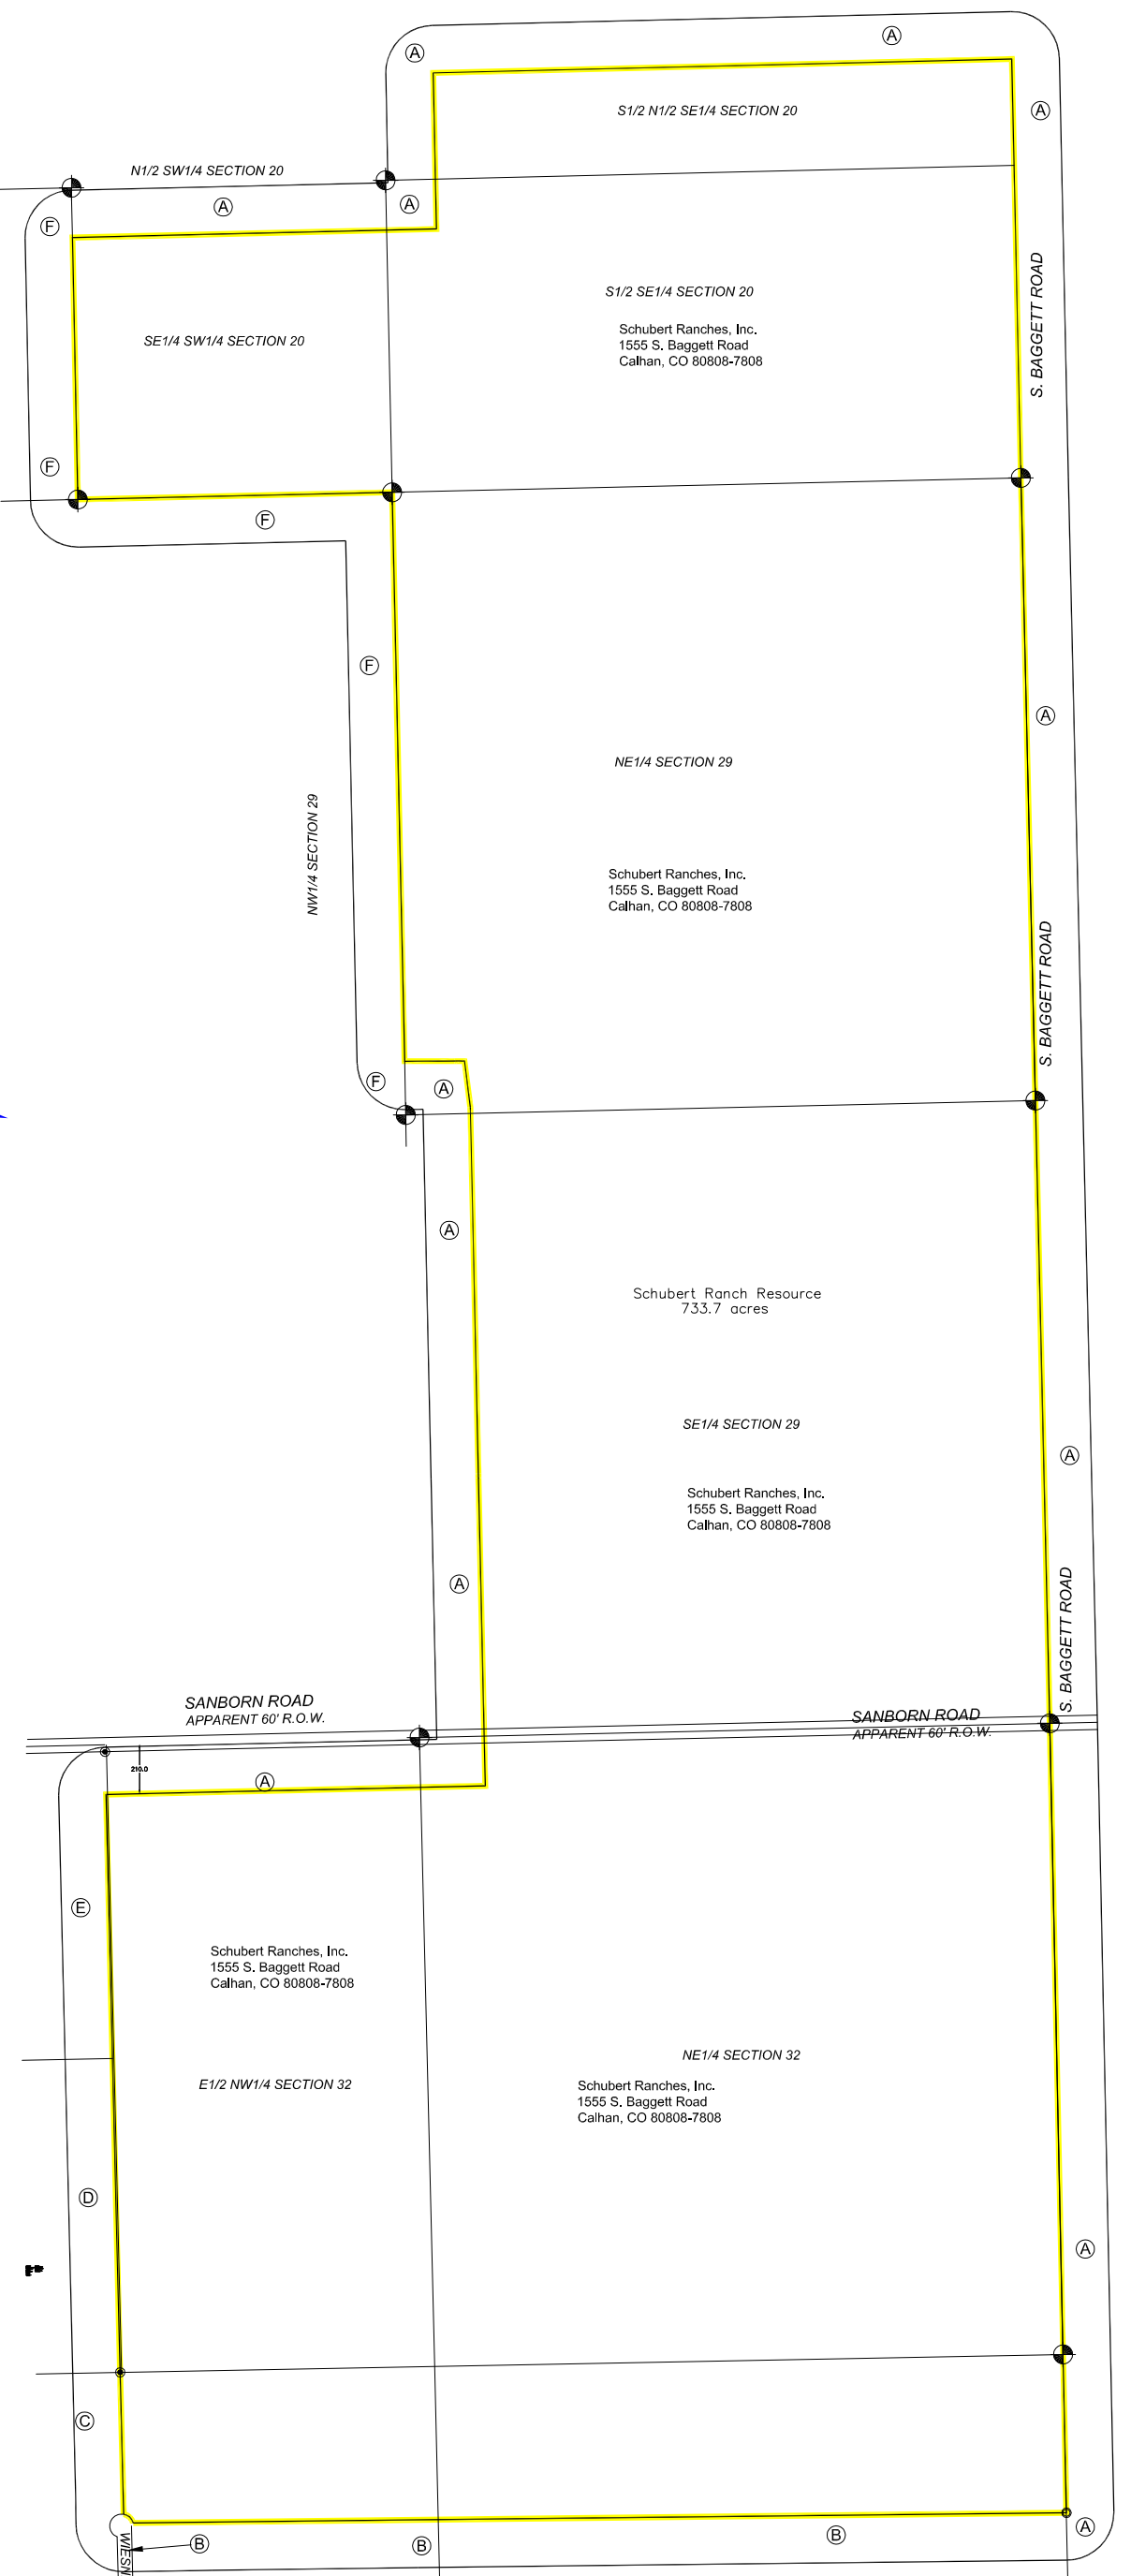 A
A
S1/2 N1/2 SE1/4 SECTION 20
A
N1/2 SW1/4 SECTION 20
A
A
F
S. BAGGETT ROAD
S1/2 SE1/4 SECTION 20
Schubert Ranches, Inc.
1555 S. Baggett Road
Calhan, CO 80808-7808
SE1/4 SW1/4 SECTION 20
F
F
F
A
NE1/4 SECTION 29
NW1/4 SECTION 29
Schubert Ranches, Inc.
1555 S. Baggett Road
Calhan, CO 80808-7808
S. BAGGETT ROAD
F
A
A
Schubert Ranch Resource
733.7 acres
SE1/4 SECTION 29
A
Schubert Ranches, Inc.
1555 S. Baggett Road
Calhan, CO 80808-7808
A
S. BAGGETT ROAD
SANBORN ROAD
APPARENT 60' R.O.W.
SANBORN ROAD
APPARENT 60' R.O.W.
210.0
A
E
Schubert Ranches, Inc.
1555 S. Baggett Road
Calhan, CO 80808-7808
NE1/4 SECTION 32
E1/2 NW1/4 SECTION 32
Schubert Ranches, Inc.
1555 S. Baggett Road
Calhan, CO 80808-7808
D
A
C
A
B
B
B
WIESN